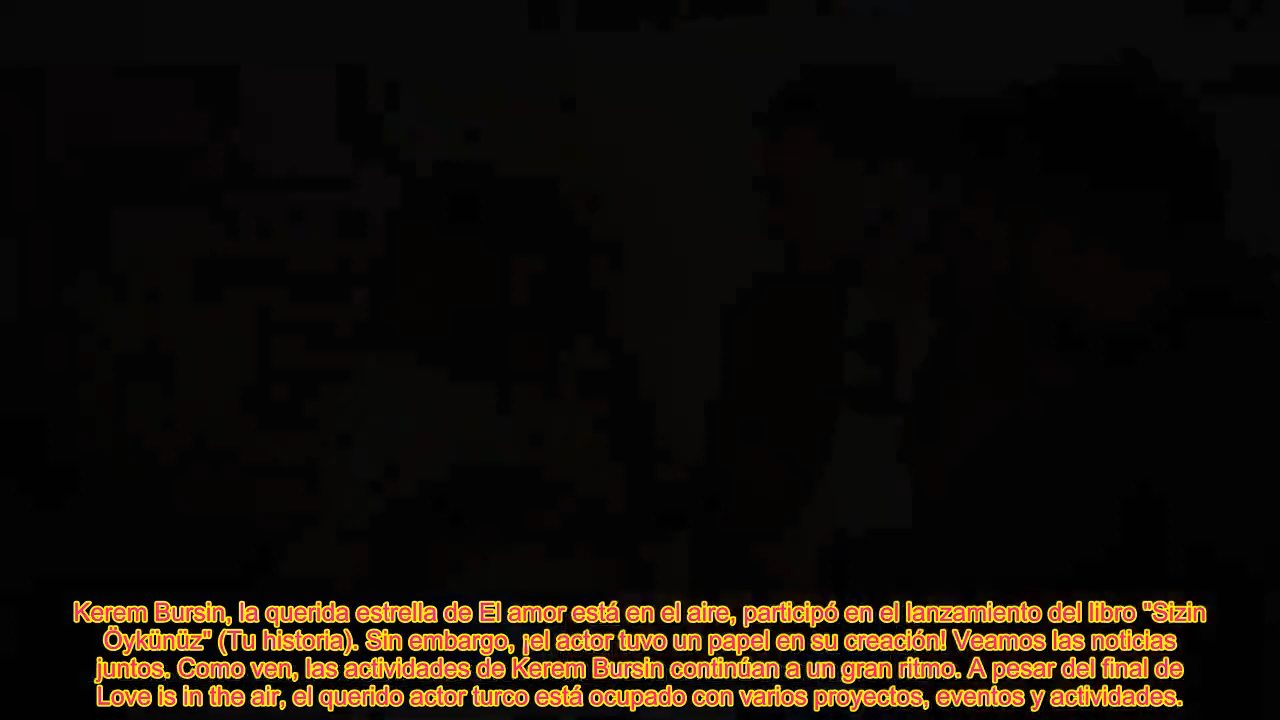 Kerem Bursin, la querida estrella de El amor está en el aire, participó en el lanzamiento del libro "Sizin
Öykünüz" (Tu historia). Sin embargo, ¡el actor tuvo un papel en su creación! Veamos las noticias
juntos. Como ven, las actividades de Kerem Bursin continúan a un gran ritmo. A pesar del final de
Love is in the air, el querido actor turco está ocupado con varios proyectos, eventos y actividades.